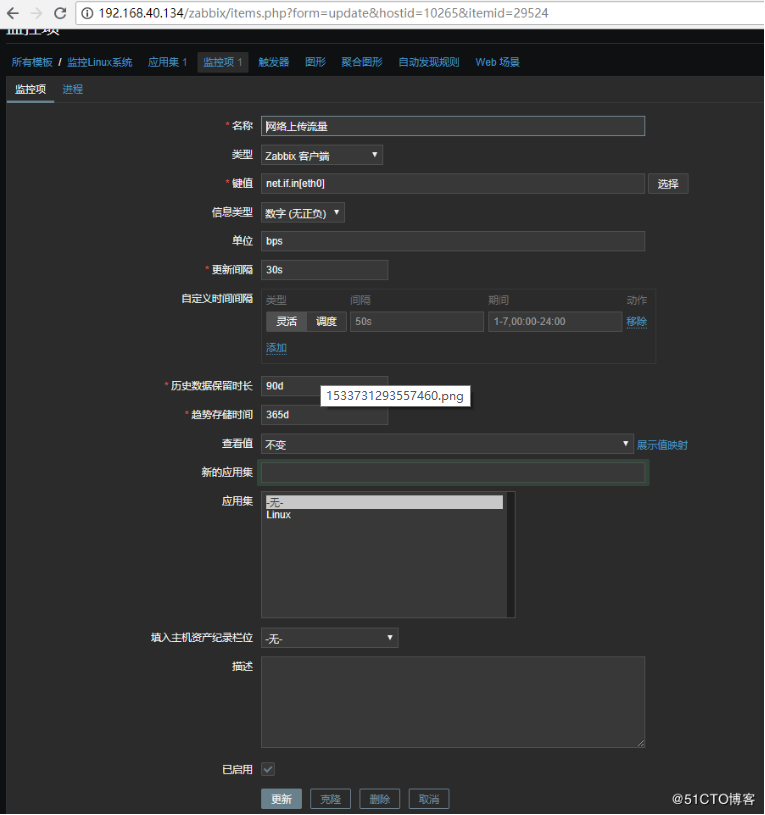 192.168.40.134/zabbix/items.php?form=update&hostid=10265&itemid=29524
监控项
所有模板 / 监控Linux系统 应用集 1 监控项 1 触发器 图形 聚合图形 自动发现规则 Web 场景
监控项 进程
* 名称 网络上传流量
类型 Zabbix 客户端
* 键值 net.if.in[eth0] 选择
信息类型 数字 (无正负)
单位 bps
* 更新间隔 30s
自定义时间间隔 类型 间隔 期间 动作
灵活 调度 50s 1-7,00:00-24:00 移除
添加
* 历史数据保留时长 90d
1533731293557460.png
* 趋势存储时间 365d
查看值 不变 展示值映射
新的应用集
应用集 -无-
Linux
填入主机资产纪录栏位 -无-
描述
已启用
更新 克隆 删除 取消
@51CTO博客